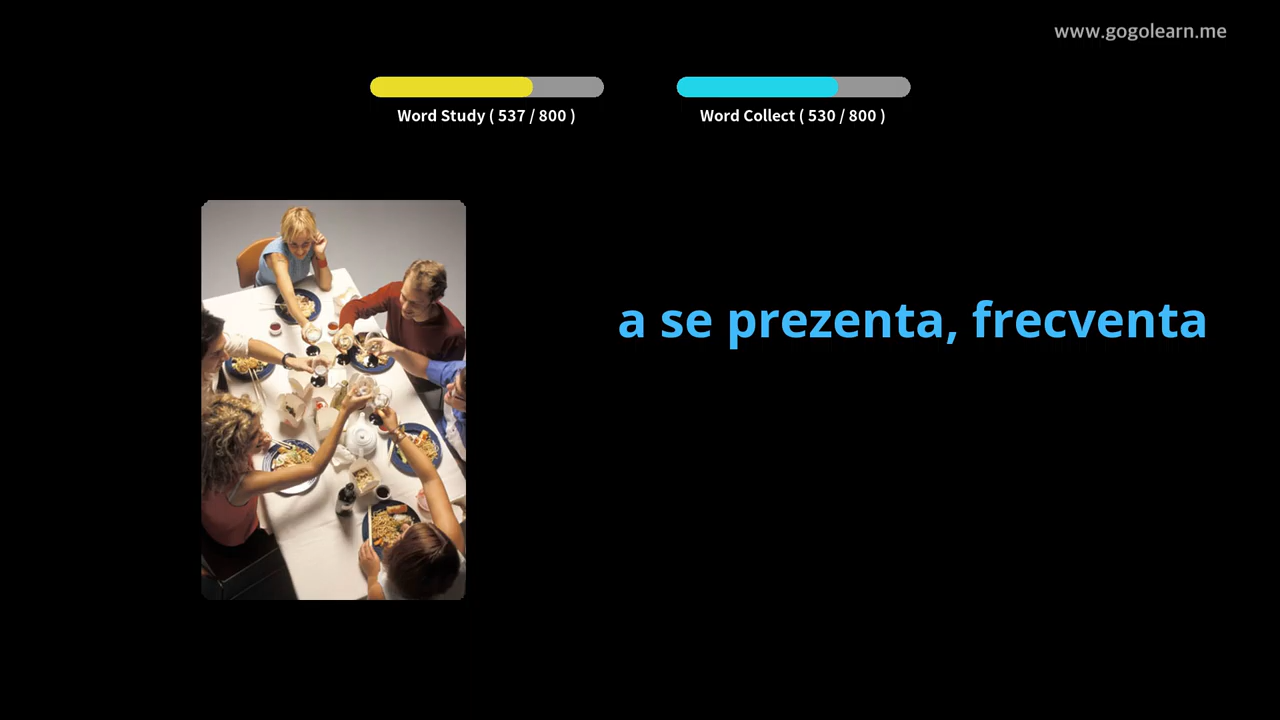 www.gogolearn.me
Word Study ( 537 / 800 )
Word Collect ( 530 / 800 )
a se prezenta, frecventa